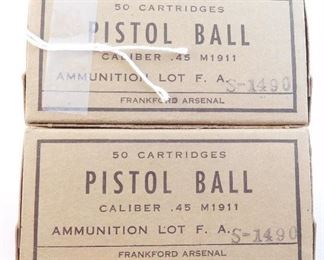 50 CARTRIDGES
PISTOL BALL
CALIBER .45 M1911
AMMUNITION LOT F. A. S-1490
FRANKFORD ARSENAL
50 CARTRIDGES
PISTOL BALL
CALIBER .45 M1911
AMMUNITION LOT F. A. S-1490
FRANKFORD ARSENAL